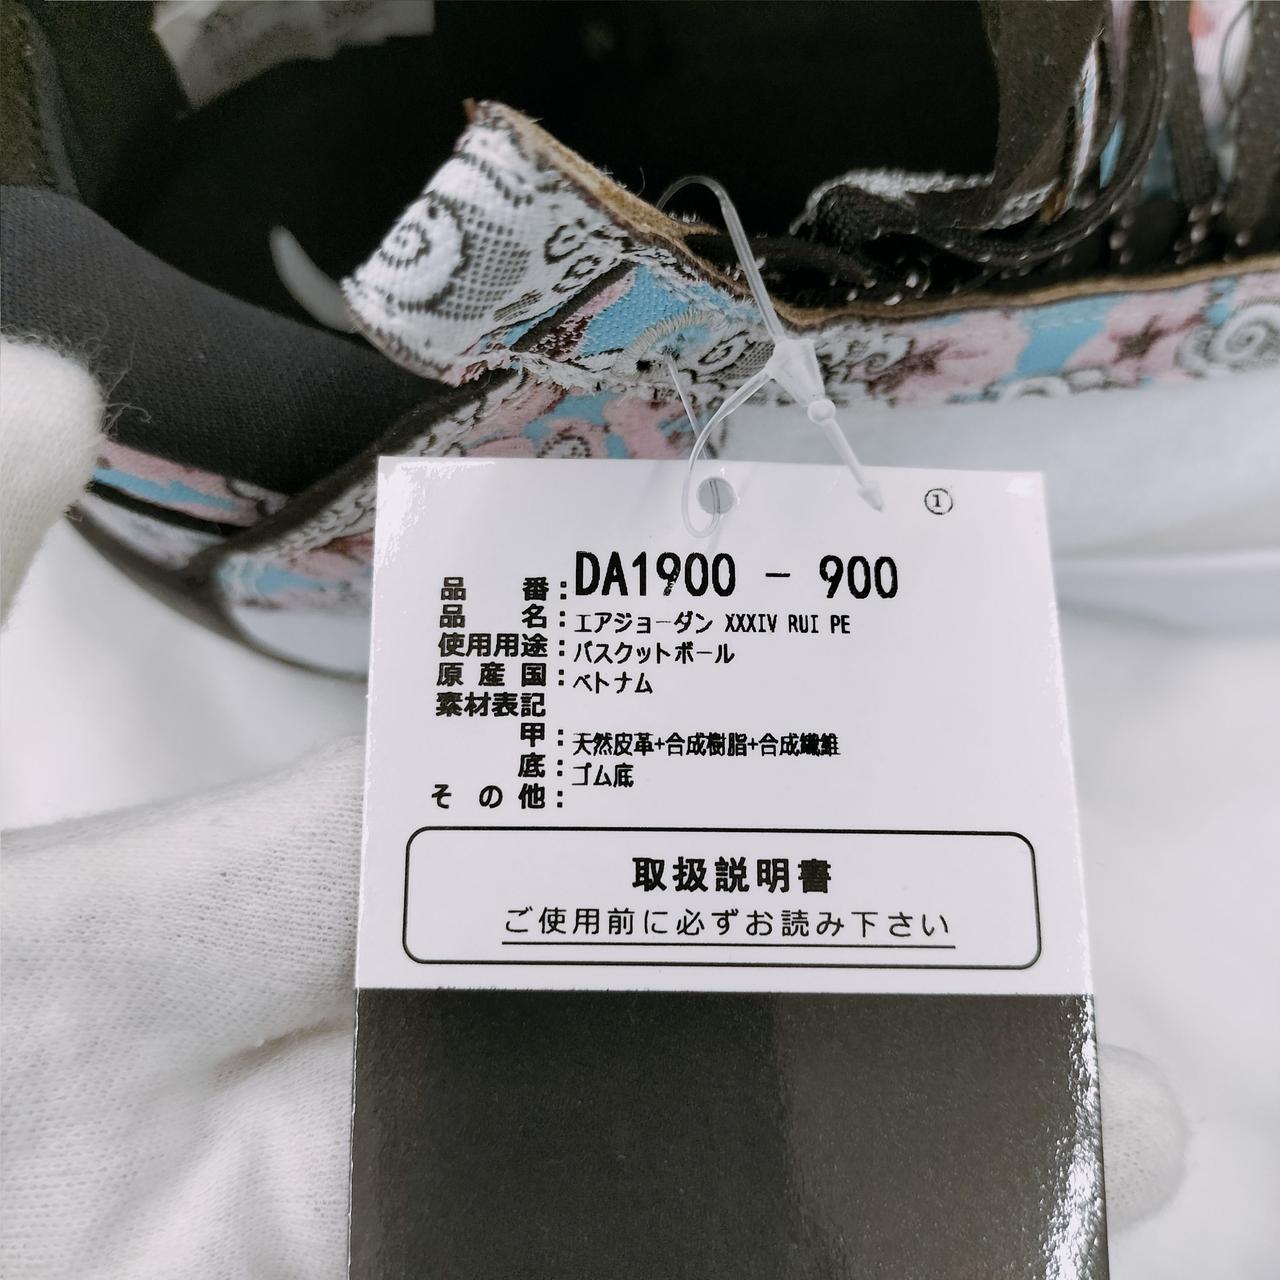 ①
品番：DA1900 - 900
品名：エアジョーダン XXXIV RUI PE
使用用途：バスケットボール
原産国：ベトナム
素材表記
甲：天然皮革+合成樹脂+合成繊維
底：ゴム底
その他：
取扱説明書
ご使用前に必ずお読み下さい